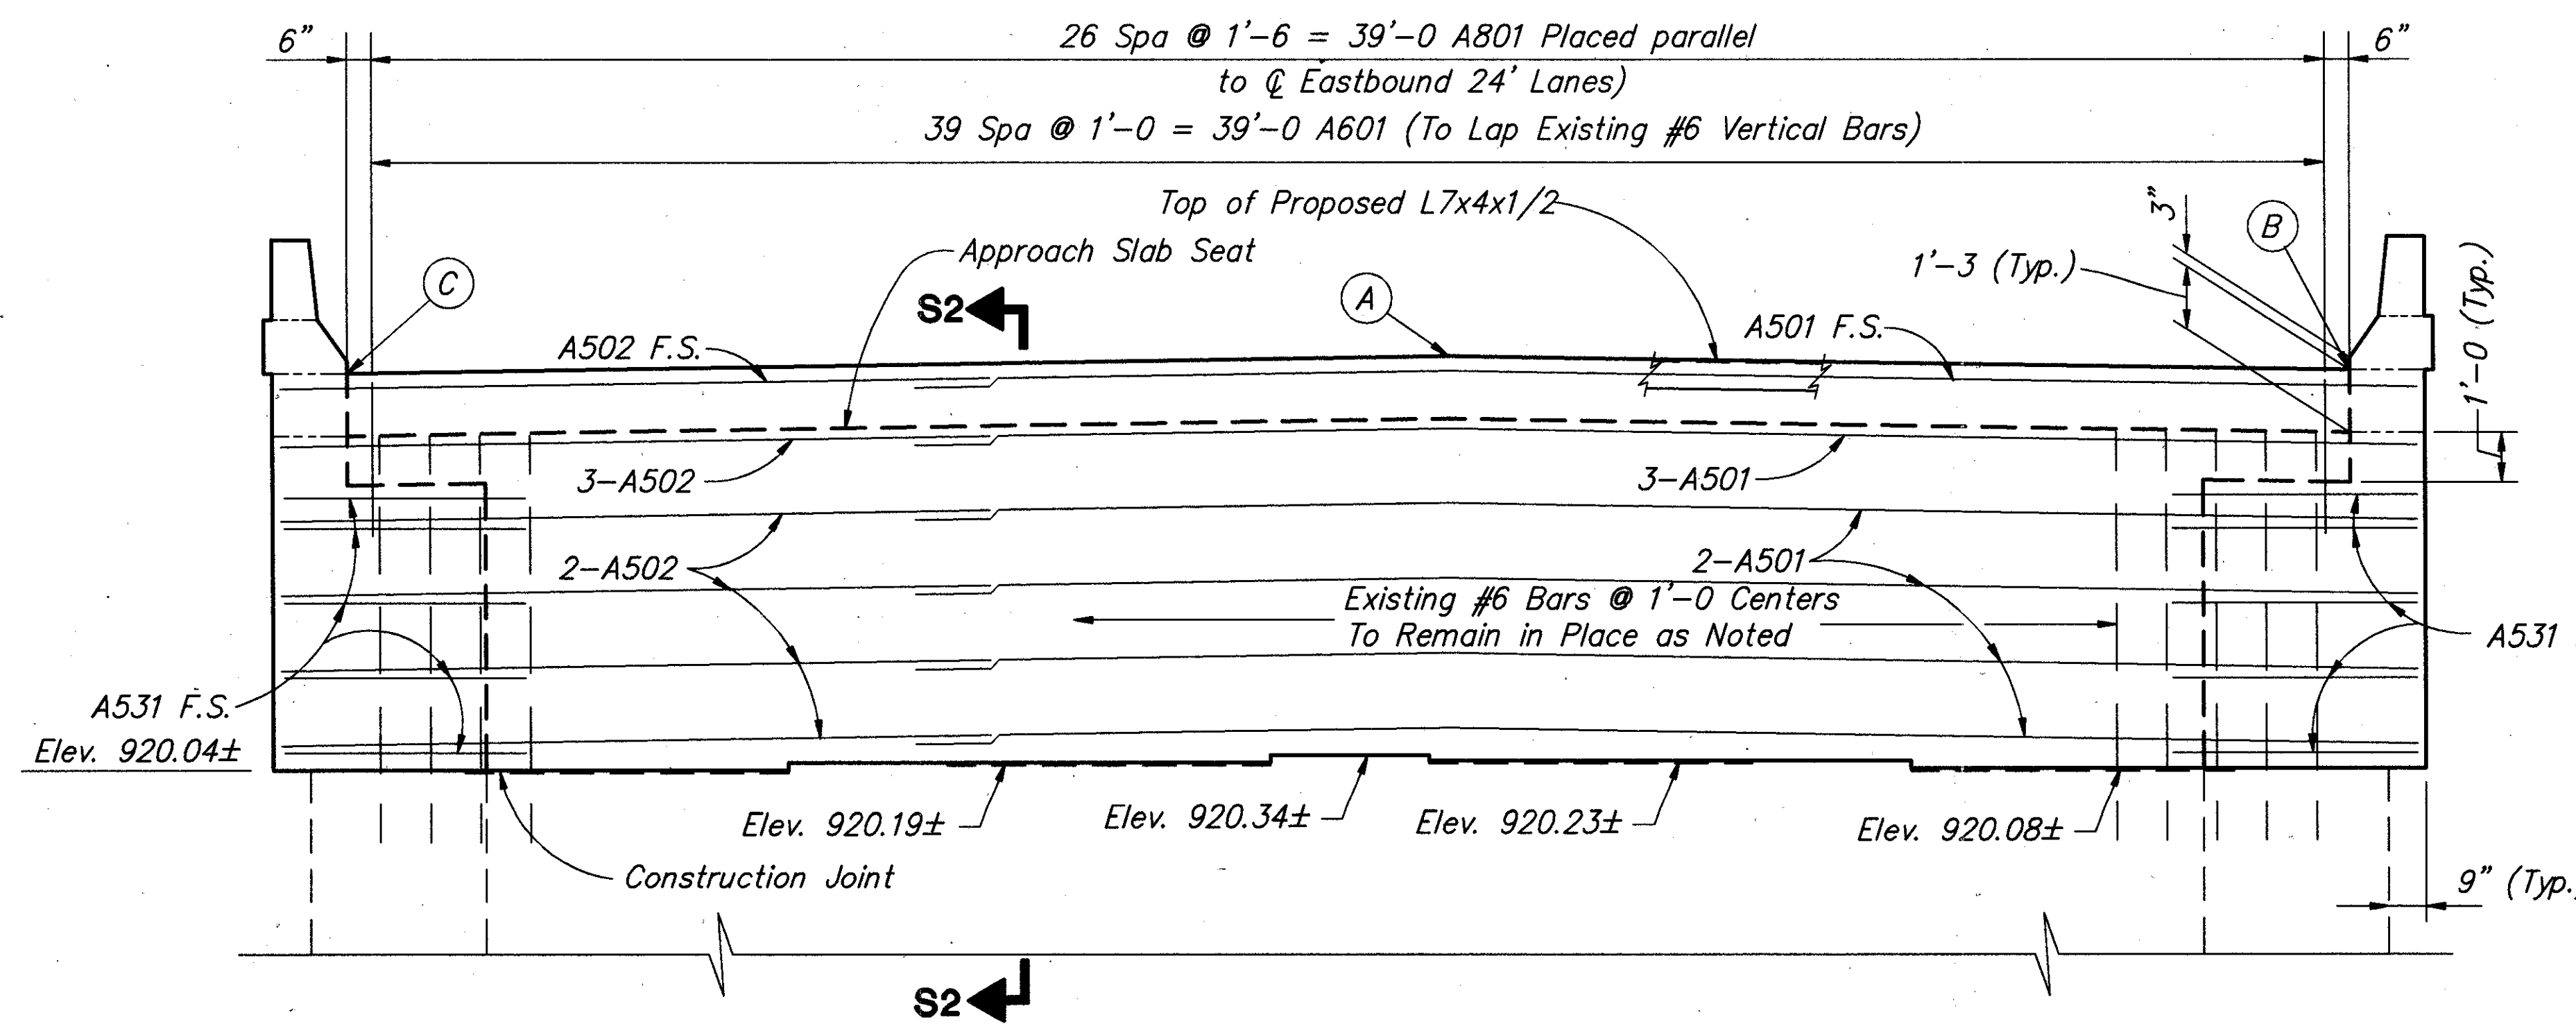 6"
26 Spa @ 1'-6 = 39'-0 A801 Placed parallel
6"
to ℄ Eastbound 24' Lanes)
39 Spa @ 1'-0 = 39'-0 A601 (To Lap Existing #6 Vertical Bars)
Top of Proposed L7x4x1/2
3"
B
Approach Slab Seat
1'-3 (Typ.)
C
A
1'-0 (Typ.)
S2
A502 F.S.
A501 F.S.
3-A502
3-A501
2-A502
2-A501
Existing #6 Bars @ 1'-0 Centers
To Remain in Place as Noted
A531
A531 F.S.
Elev. 920.04±
Elev. 920.19±
Elev. 920.34±
Elev. 920.23±
Elev. 920.08±
Construction Joint
9" (Typ.
S2